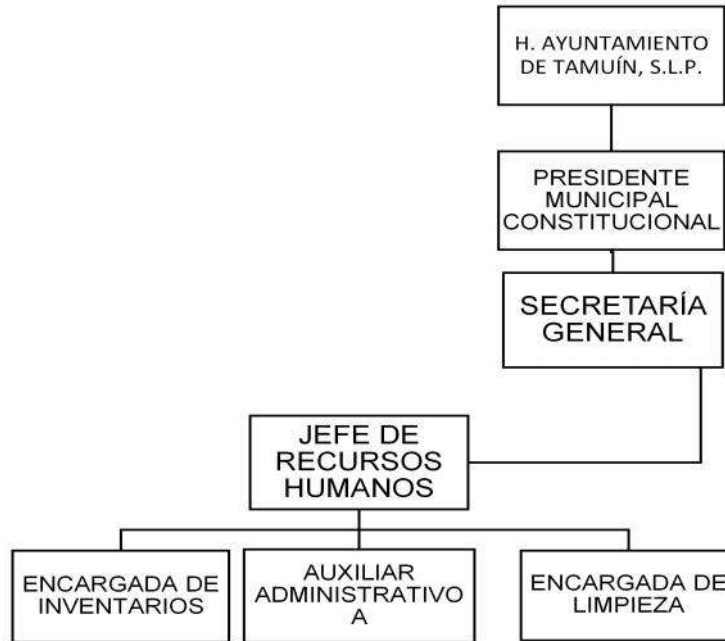 H. AYUNTAMIENTO
DE TAMUÍN, S.L.P.
PRESIDENTE
MUNICIPAL
CONSTITUCIONAL
SECRETARÍA
GENERAL
JEFE DE
RECURSOS
HUMANOS
ENCARGADA DE
INVENTARIOS
AUXILIAR
ADMINISTRATIVO
A
ENCARGADA DE
LIMPIEZA